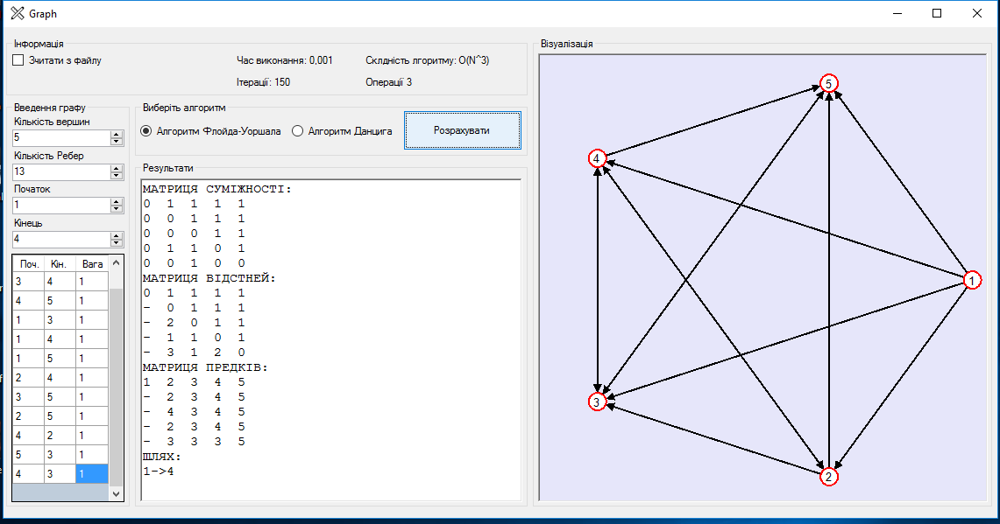 Graph
Інформація
Зчитати з файлу
Час виконання: 0,001
Склдність лгоритму: O(N^3)
Ітерації: 150
Операції 3
Введення графу
Кількість вершин
5
Кількість Ребер
13
Початок
1
Кінець
4
Поч. Кін. Вага
3 4 1
4 5 1
1 3 1
1 4 1
1 5 1
2 4 1
3 5 1
2 5 1
4 2 1
5 3 1
4 3 1
Виберіть алгоритм
Алгоритм Флойда-Уоршала
Алгоритм Данцига
Розрахувати
Результати
МАТРИЦЯ СУМІЖНОСТІ:
0 1 1 1 1
0 0 1 1 1
0 0 0 1 1
0 1 1 0 1
0 0 1 0 0
МАТРИЦЯ ВІДСТНЕЙ:
0 1 1 1 1
- 0 1 1 1
- 2 0 1 1
- 1 1 0 1
- 3 1 2 0
МАТРИЦЯ ПРЕДКІВ:
1 2 3 4 5
- 2 3 4 5
- 4 3 4 5
- 2 3 4 5
- 3 3 3 5
ШЛЯХ:
1->4
Візуалізація
5
4
1
3
2